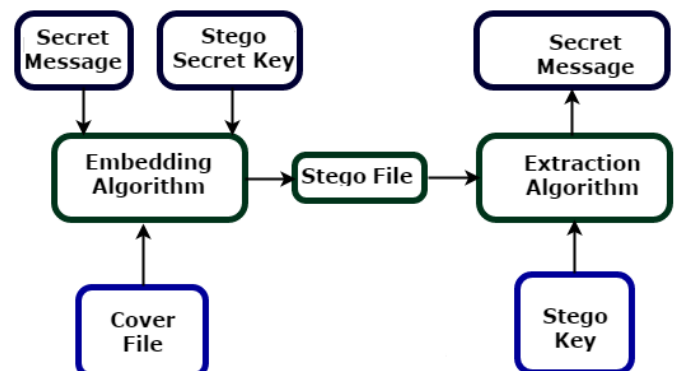 Secret
Message
Stego
Secret Key
Secret
Message
Embedding
Algorithm
Stego File
Extraction
Algorithm
Cover
File
Stego
Key